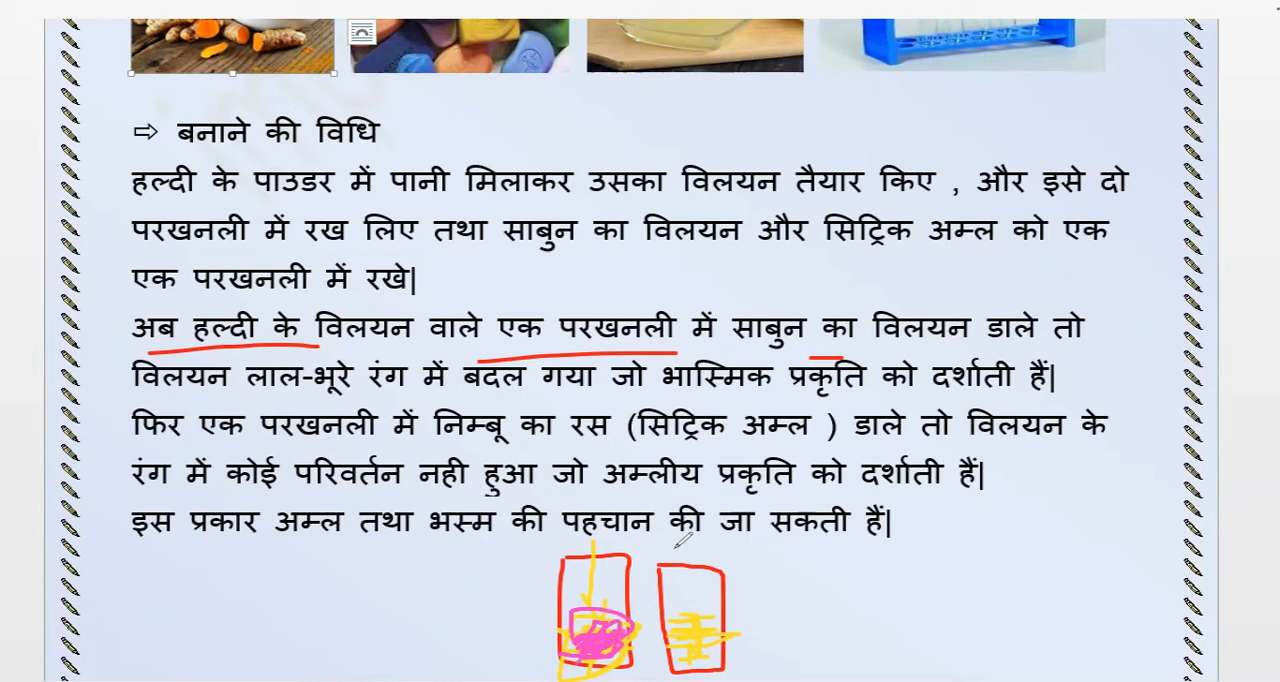 ⇨ बनाने की विधि
हल्दी के पाउडर में पानी मिलाकर उसका विलयन तैयार किए , और इसे दो
परखनली में रख लिए तथा साबुन का विलयन और सिट्रिक अम्ल को एक
एक परखनली में रखे|
अब हल्दी के विलयन वाले एक परखनली में साबुन का विलयन डाले तो
विलयन लाल-भूरे रंग में बदल गया जो भास्मिक प्रकृति को दर्शाती हैं|
फिर एक परखनली में निम्बू का रस (सिट्रिक अम्ल ) डाले तो विलयन के
रंग में कोई परिवर्तन नही हुआ जो अम्लीय प्रकृति को दर्शाती हैं|
इस प्रकार अम्ल तथा भस्म की पहचान की जा सकती हैं|